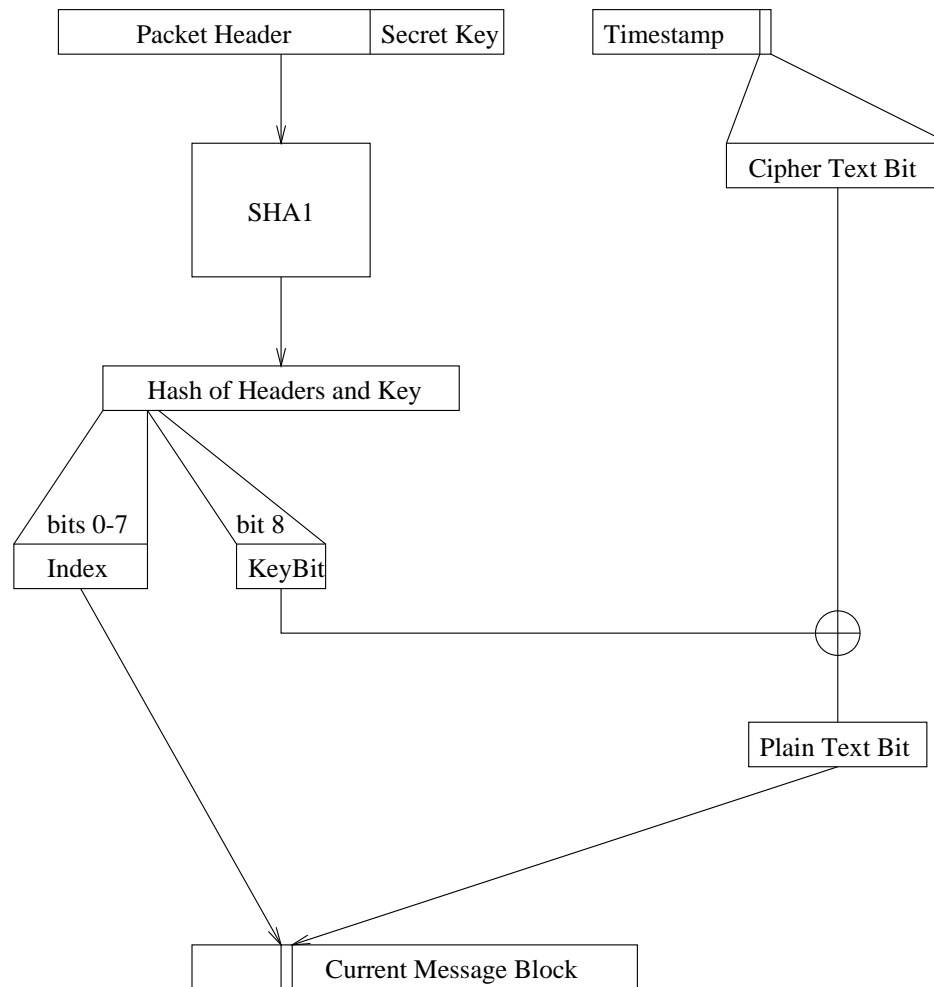 Packet Header
Secret Key
Timestamp
Cipher Text Bit
SHA1
Hash of Headers and Key
bits 0-7
bit 8
Index
KeyBit
Plain Text Bit
Current Message Block